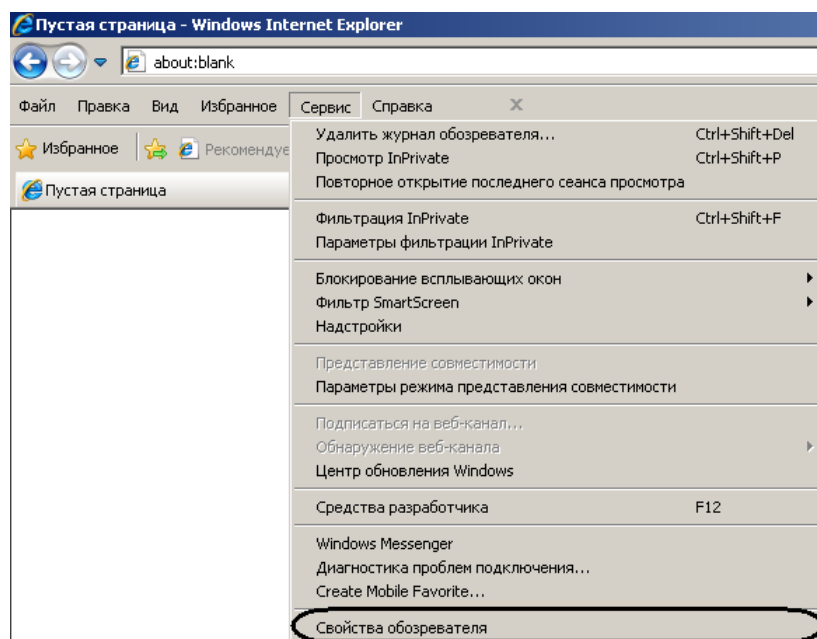 Пустая страница - Windows Internet Explorer
about:blank
Файл Правка Вид Избранное Сервис Справка X
Избранное Рекомендуе
Пустая страница
Удалить журнал обозревателя... Ctrl+Shift+Del
Просмотр InPrivate Ctrl+Shift+P
Повторное открытие последнего сеанса просмотра
Фильтрация InPrivate Ctrl+Shift+F
Параметры фильтрации InPrivate
Блокирование всплывающих окон
Фильтр SmartScreen
Надстройки
Представление совместимости
Параметры режима представления совместимости
Подписаться на веб-канал...
Обнаружение веб-канала
Центр обновления Windows
Средства разработчика F12
Windows Messenger
Диагностика проблем подключения...
Create Mobile Favorite...
Свойства обозревателя